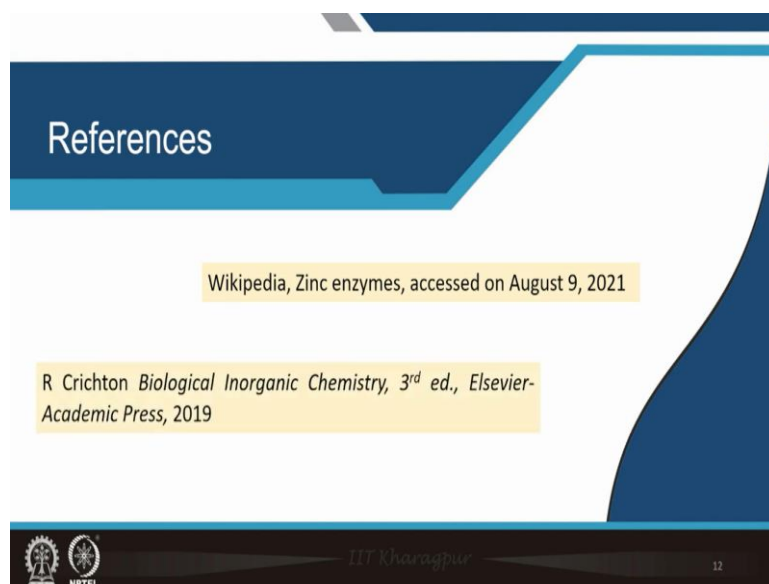 References
Wikipedia, Zinc enzymes, accessed on August 9, 2021
R Crichton Biological Inorganic Chemistry, 3rd ed., Elsevier-
Academic Press, 2019
IIT Kharagpur
NPTEL
12